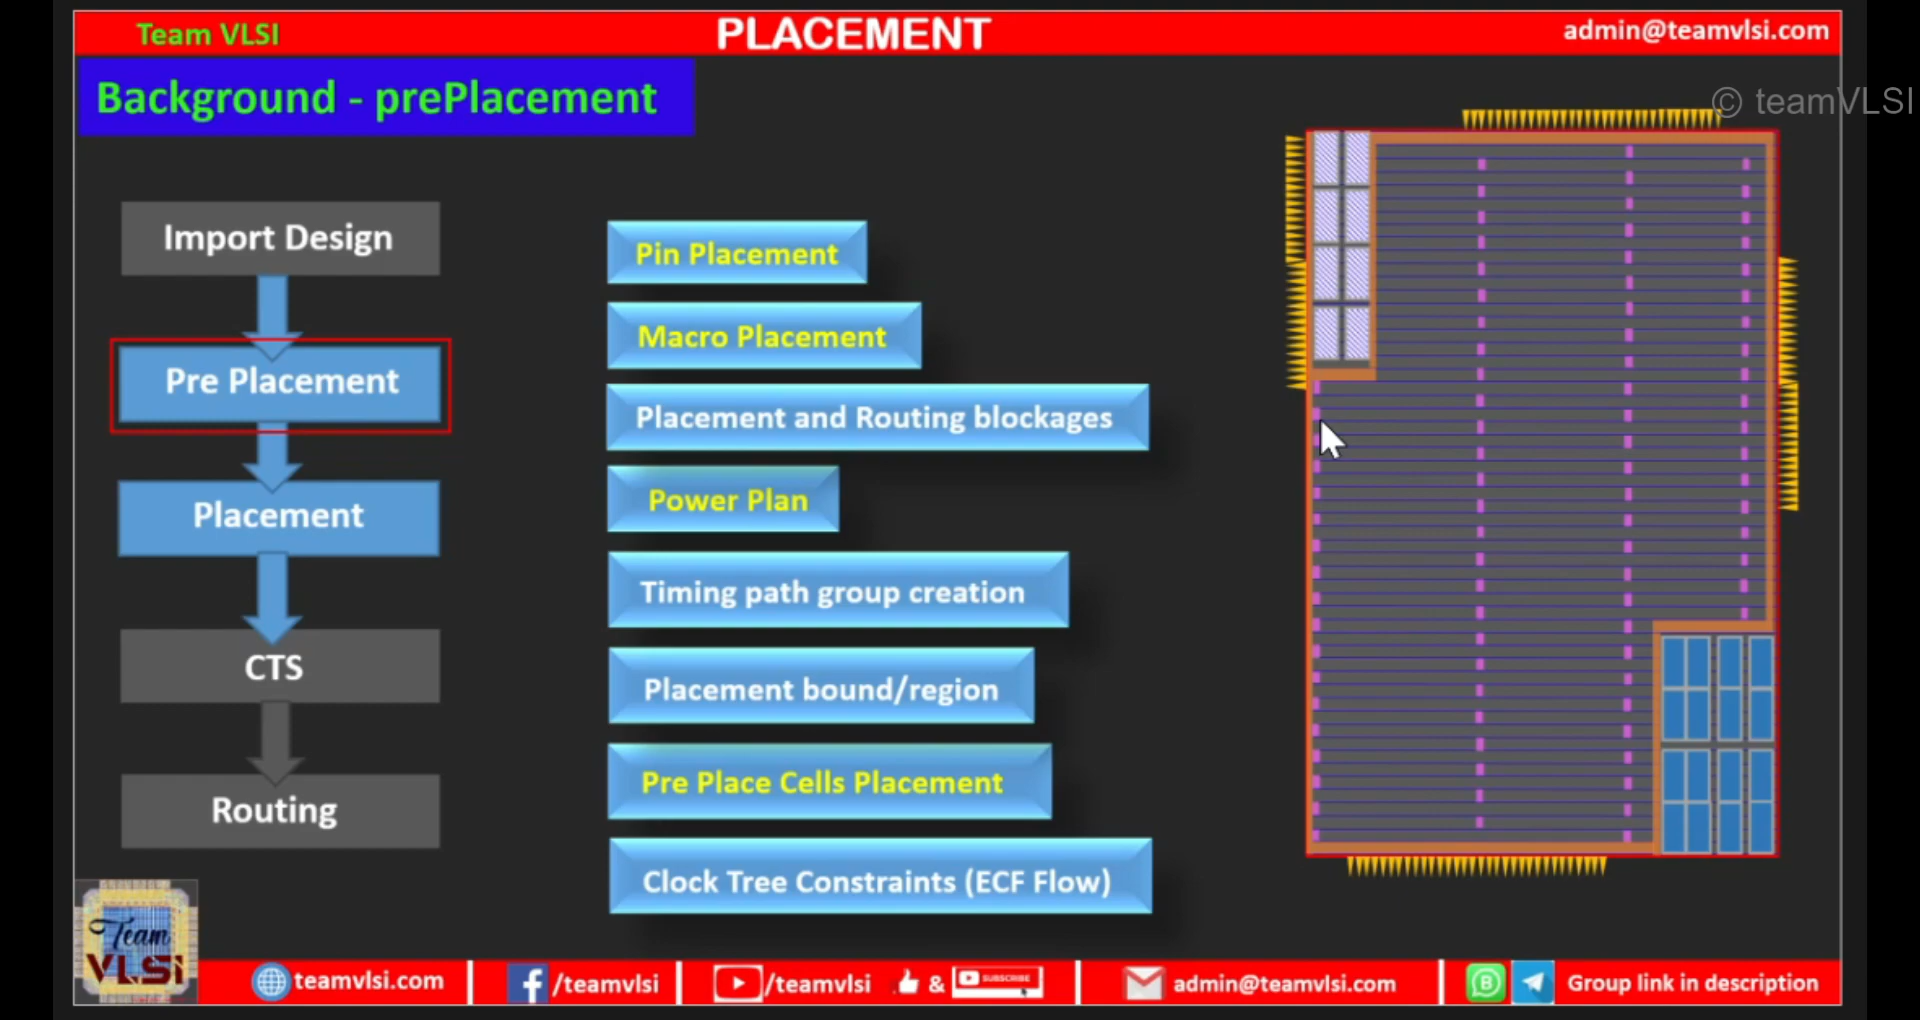 Team VLSI
PLACEMENT
admin@teamvlsi.com
Background - prePlacement
© teamVLSI
Import Design
Pre Placement
Placement
CTS
Routing
Pin Placement
Macro Placement
Placement and Routing blockages
Power Plan
Timing path group creation
Placement bound/region
Pre Place Cells Placement
Clock Tree Constraints (ECF Flow)
Team
VLSI
teamvlsi.com
f /teamvlsi
/teamvlsi
&
SUBSCRIBE
admin@teamvlsi.com
B
Group link in description